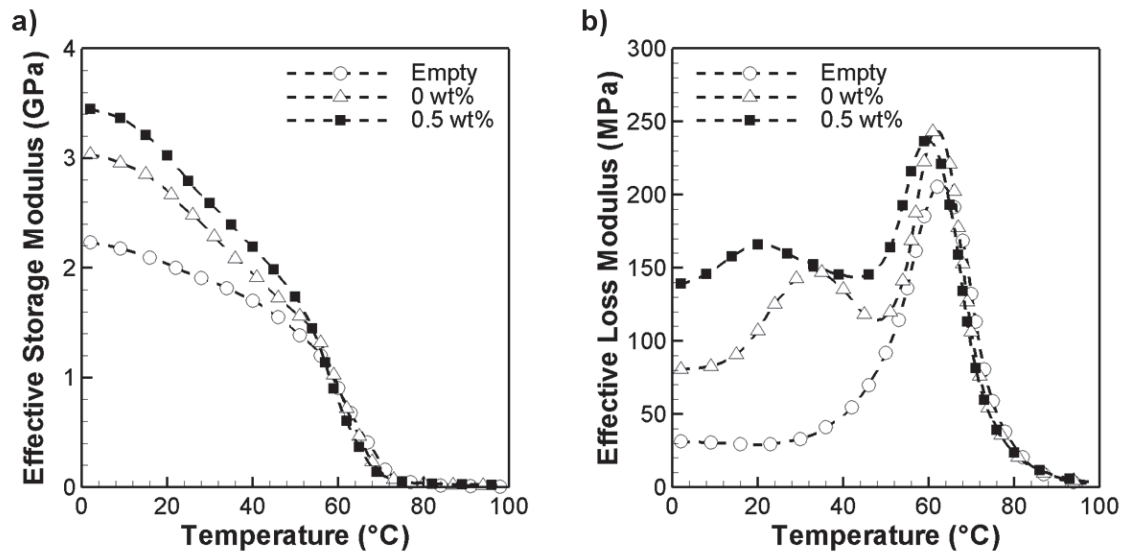 a)
Effective Storage Modulus (GPa)
4
3
2
1
0
Empty
0 wt%
0.5 wt%
0 20 40 60 80 100
Temperature (°C)
b)
Effective Loss Modulus (MPa)
300
250
200
150
100
50
0
Empty
0 wt%
0.5 wt%
0 20 40 60 80 100
Temperature (°C)